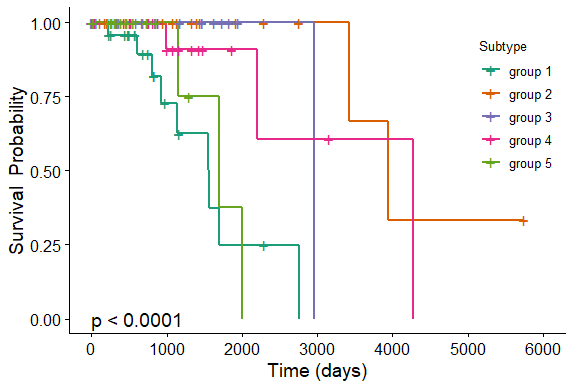 Survival Probability
1.00
0.75
0.50
0.25
0.00
Subtype
group 1
group 2
group 3
group 4
group 5
p < 0.0001
0 1000 2000 3000 4000 5000 6000
Time (days)